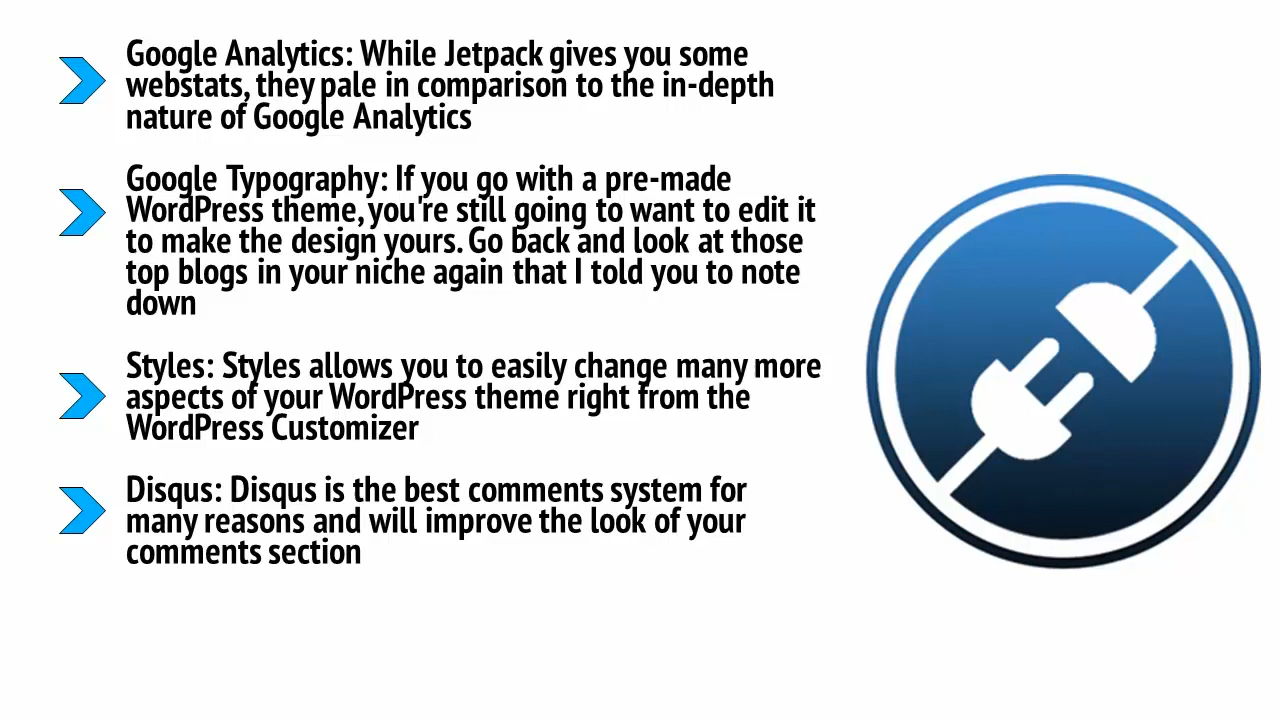 Google Analytics: While Jetpack gives you some
webstats, they pale in comparison to the in-depth
nature of Google Analytics
Google Typography: If you go with a pre-made
WordPress theme, you're still going to want to edit it
to make the design yours. Go back and look at those
top blogs in your niche again that I told you to note
down
Styles: Styles allows you to easily change many more
aspects of your WordPress theme right from the
WordPress Customizer
Disqus: Disqus is the best comments system for
many reasons and will improve the look of your
comments section